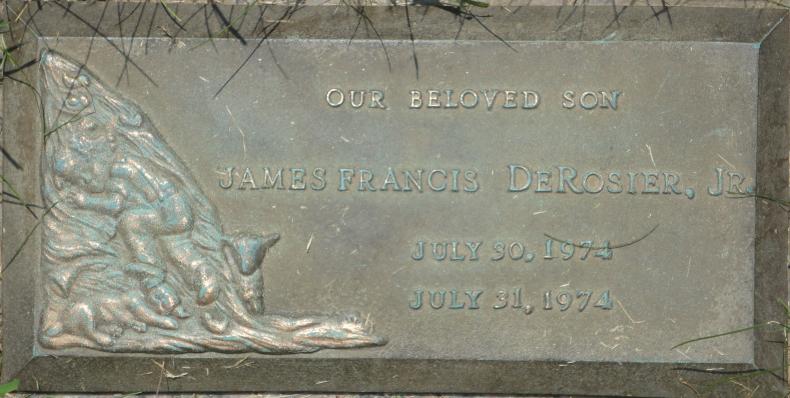 OUR BELOVED SON
JAMES FRANCIS DEROSIER, JR.
JULY 30, 1974
JULY 31, 1974